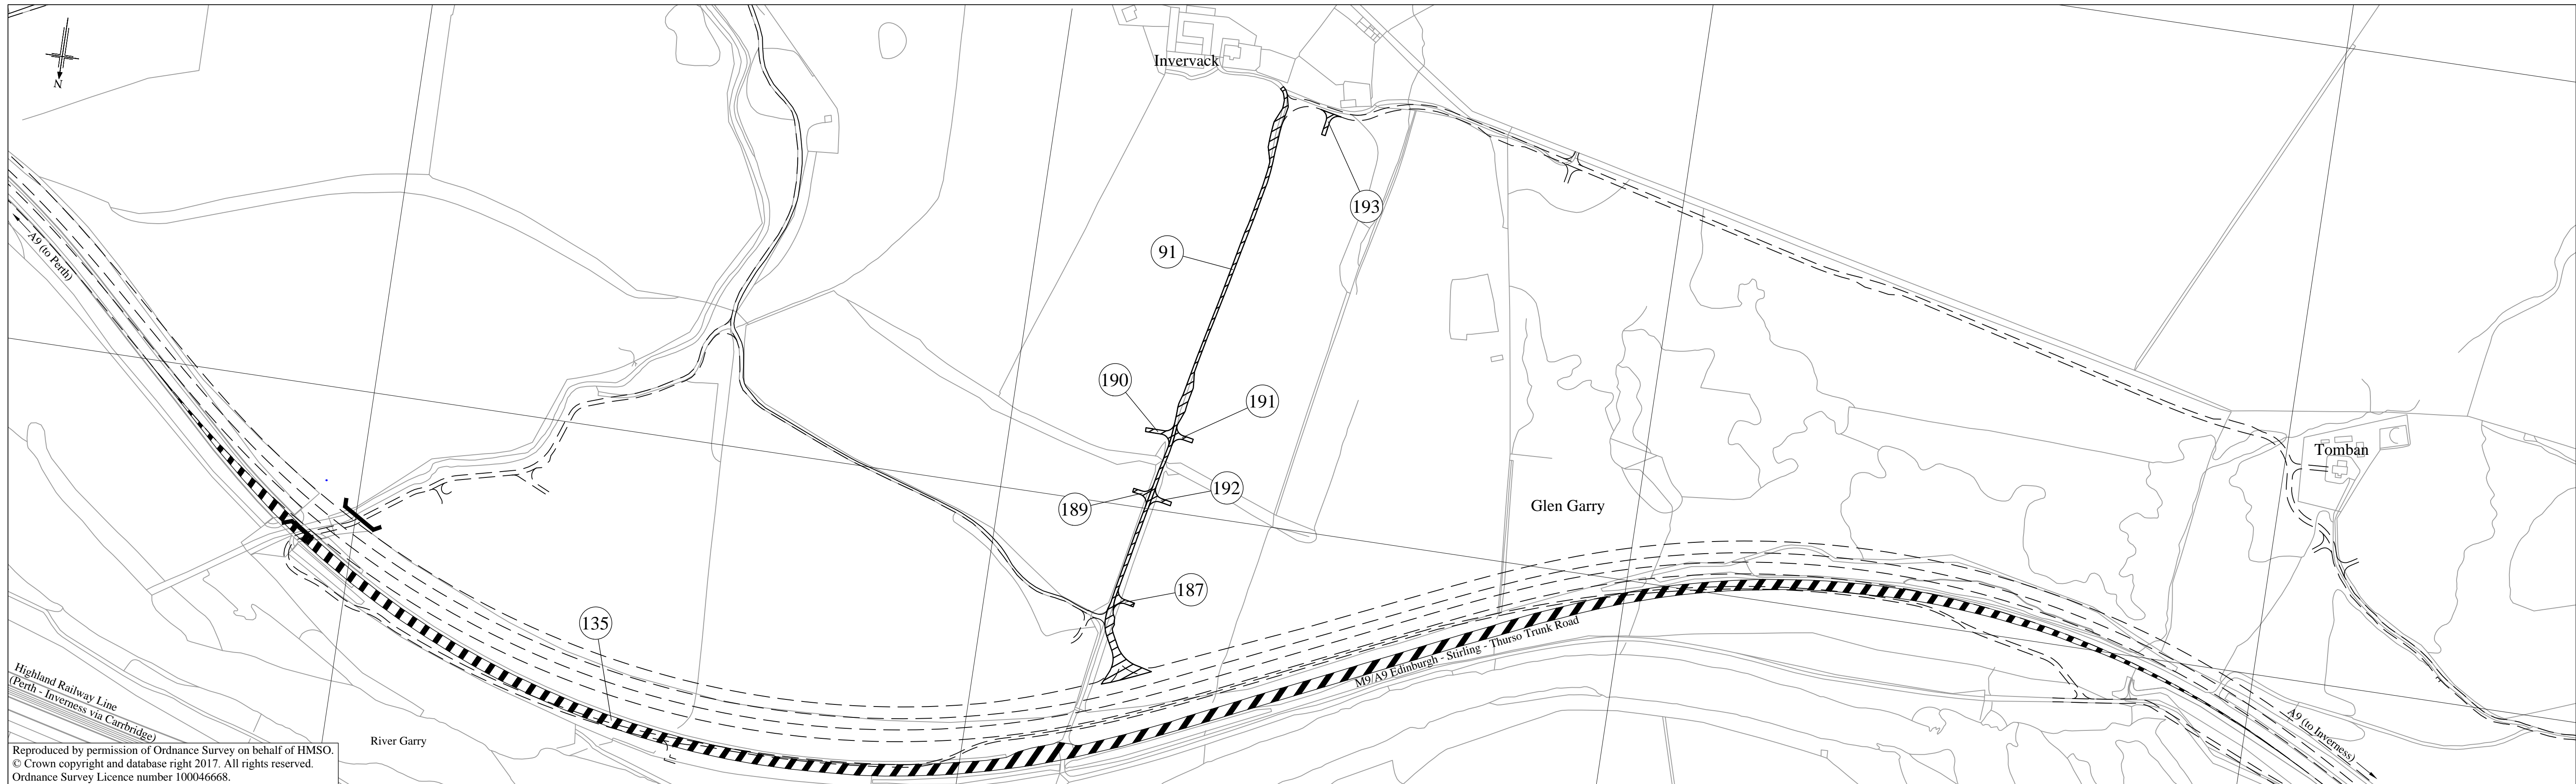 N
Invervack
193
A9 (to Perth)
91
190
191
Tomban
192
189
Glen Garry
187
135
M9/A9 Edinburgh - Stirling - Thurso Trunk Road
Highland Railway Line
(Perth - Inverness via Carrbridge)
River Garry
A9 (to Inverness)
Reproduced by permission of Ordnance Survey on behalf of HMSO.
© Crown copyright and database right 2017. All rights reserved.
Ordnance Survey Licence number 100046668.